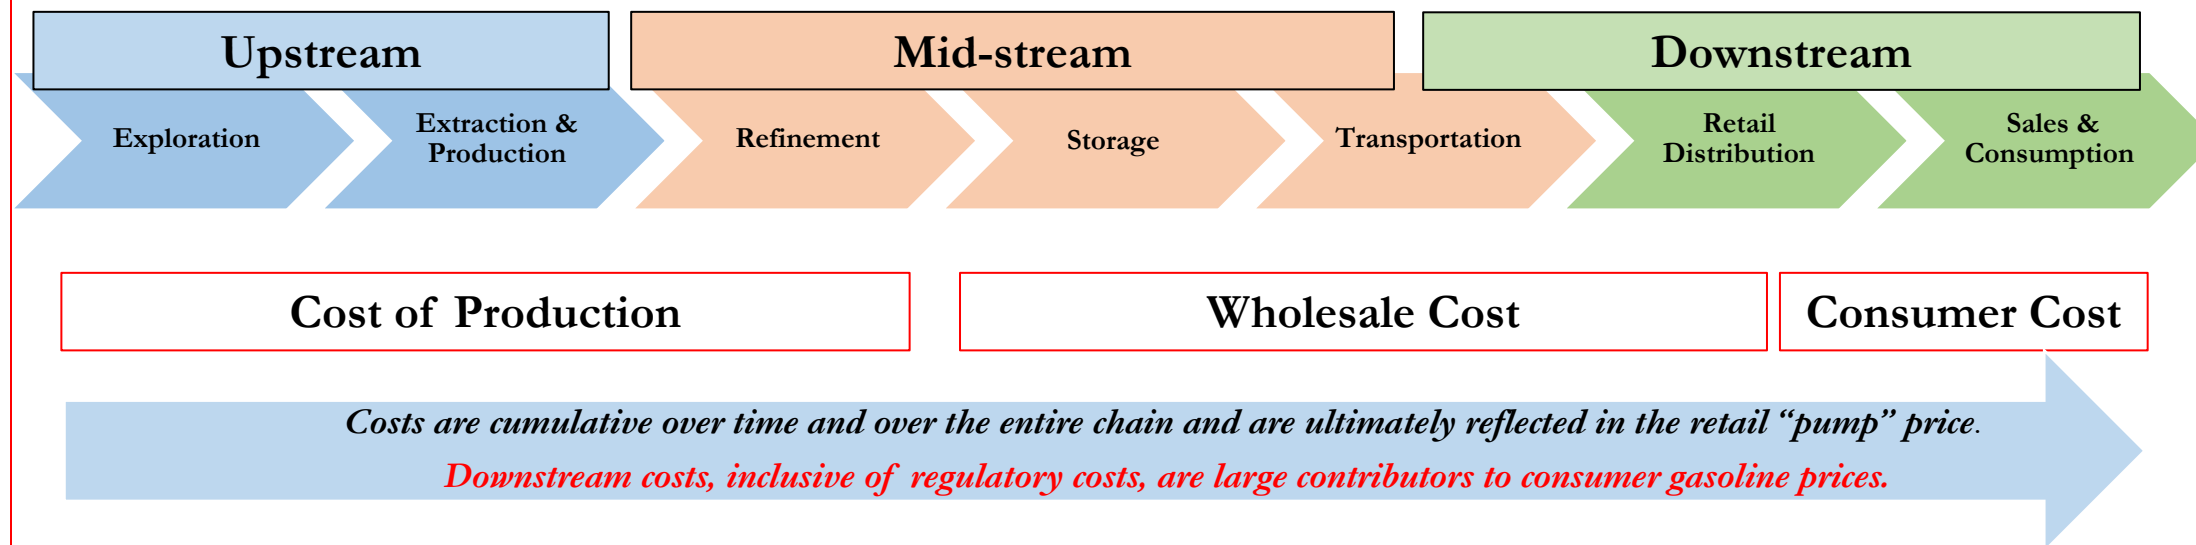 Upstream
Mid-stream
Downstream
Exploration
Extraction &
Production
Refinement
Storage
Transportation
Retail
Distribution
Sales &
Consumption
Cost of Production
Wholesale Cost
Consumer Cost
Costs are cumulative over time and over the entire chain and are ultimately reflected in the retail “pump” price.
Downstream costs, inclusive of regulatory costs, are large contributors to consumer gasoline prices.